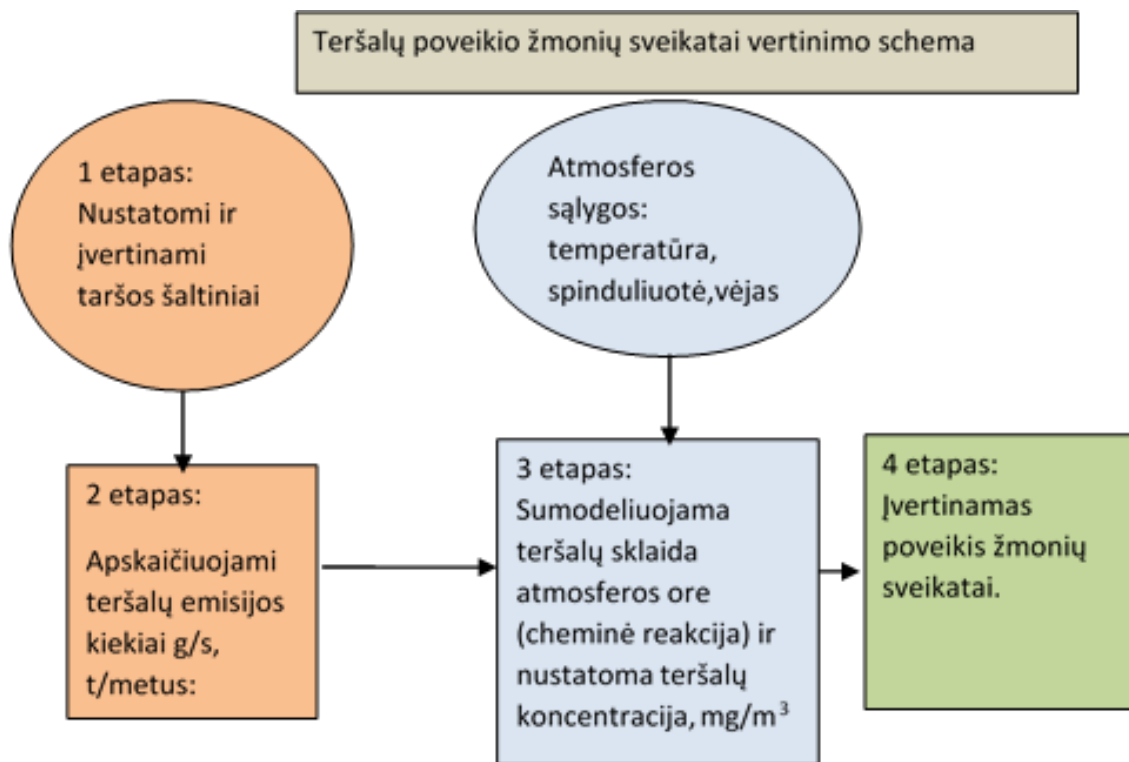 Teršalų poveikio žmonių sveikatai vertinimo schema
1 etapas:
Nustatomi ir
įvertinami
taršos šaltiniai
Atmosferos
sąlygos:
temperatūra,
spinduliuotė,vėjas
2 etapas:
Apskaičiuojami
teršalų emisijos
kiekiai g/s,
t/metus:
3 etapas:
Sumodeliuojama
teršalų sklaida
atmosferos ore
(cheminė reakcija) ir
nustatoma teršalų
koncentracija, mg/m³
4 etapas:
Įvertinamas
poveikis žmonių
sveikatai.